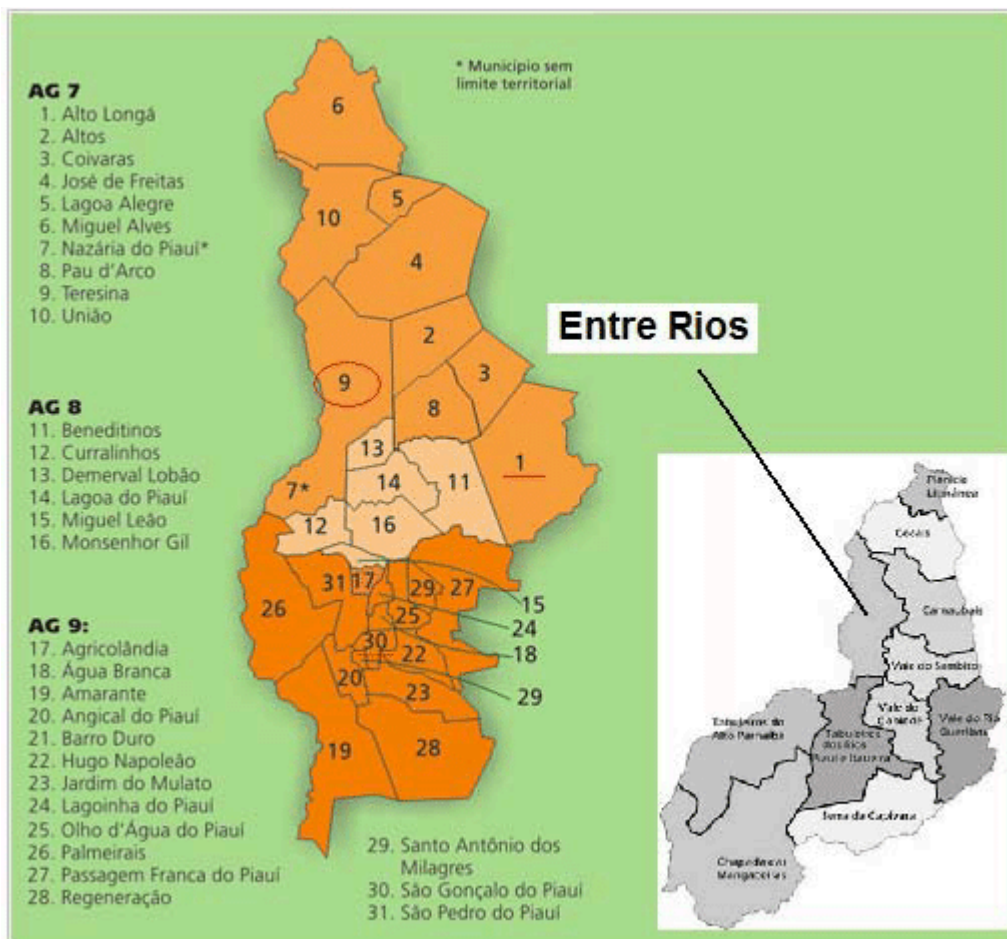 * Município sem
limite territorial
AG 7
1. Alto Longá
2. Altos
3. Coivaras
4. José de Freitas
5. Lagoa Alegre
6. Miguel Alves
7. Nazária do Piauí*
8. Pau d'Arco
9. Teresina
10. União
AG 8
11. Beneditinos
12. Curralinhos
13. Demerval Lobão
14. Lagoa do Piauí
15. Miguel Leão
16. Monsenhor Gil
AG 9:
17. Agricolândia
18. Água Branca
19. Amarante
20. Angical do Piauí
21. Barro Duro
22. Hugo Napoleão
23. Jardim do Mulato
24. Lagoinha do Piauí
25. Olho d'Água do Piauí
26. Palmeirais
27. Passagem Franca do Piauí
28. Regeneração
29. Santo Antônio dos
Milagres
30. São Gonçalo do Piauí
31. São Pedro do Piauí
6
5
10
4
2
3
9
8
13
1
7*
14
11
12
16
31
17
29
27
26
15
25
24
30
22
18
20
23
29
19
28
Entre Rios
Planície
Litorânea
Cocais
Carnaubais
Vale do Sambito
Vale do
Canindé
Vale do Rio
Guaribas
Tabuleiros do
Alto Parnaíba
Tabuleiros
dos Rios
Piauí e Itaueira
Serra da Capivara
Chapada das
Mangabeiras